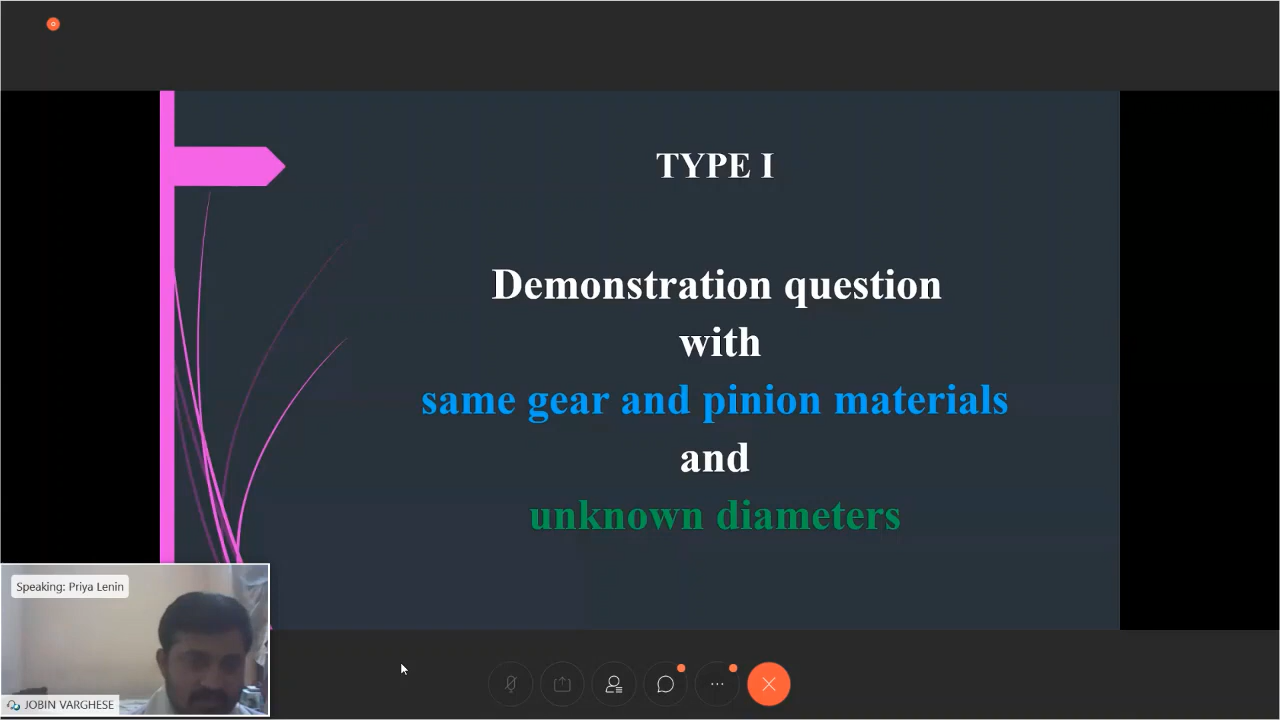 TYPE I
Demonstration question
with
same gear and pinion materials
and
unknown diameters
Speaking: Priya Lenin
JOBIN VARGHESE